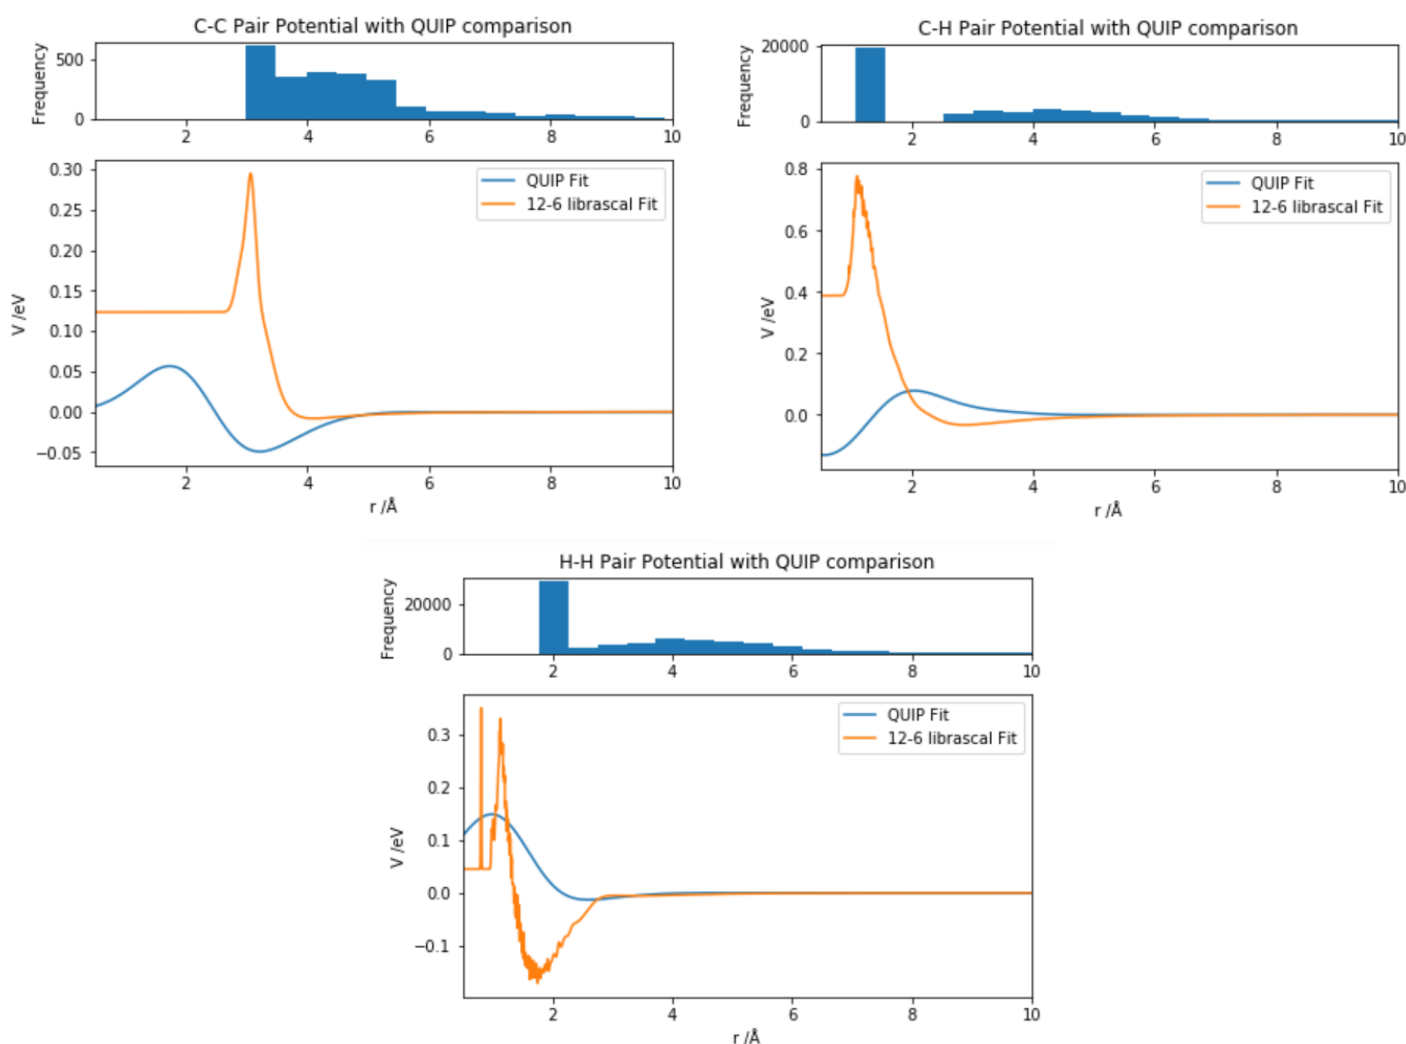 C-C Pair Potential with QUIP comparison
Frequency
500
0
2 4 6 8 10
V /eV
0.30
0.25
0.20
0.15
0.10
0.05
0.00
−0.05
QUIP Fit
12-6 librascal Fit
2 4 6 8 10
r /Å
C-H Pair Potential with QUIP comparison
Frequency
20000
0
2 4 6 8 10
V /eV
0.8
0.6
0.4
0.2
0.0
QUIP Fit
12-6 librascal Fit
2 4 6 8 10
r /Å
H-H Pair Potential with QUIP comparison
Frequency
20000
0
2 4 6 8 10
V /eV
0.3
0.2
0.1
0.0
−0.1
QUIP Fit
12-6 librascal Fit
2 4 6 8 10
r /Å